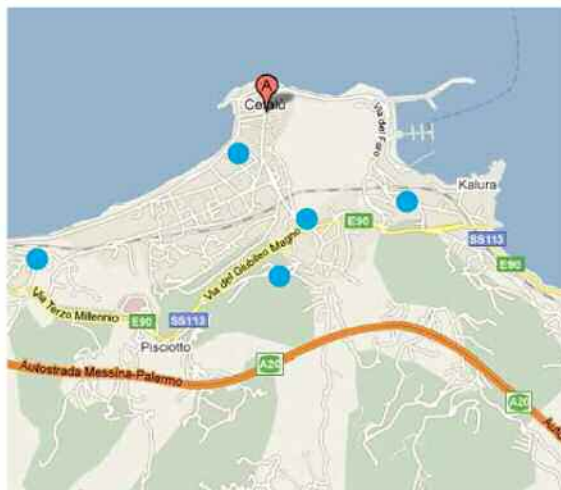 A
Cefalù
Via del Faro
Kalura
E90
SS113
E90
Via del Giubileo Magno
Via Terzo Millennio
E90
SS113
Pisciotto
A20
Autostrada Messina-Palermo
A20